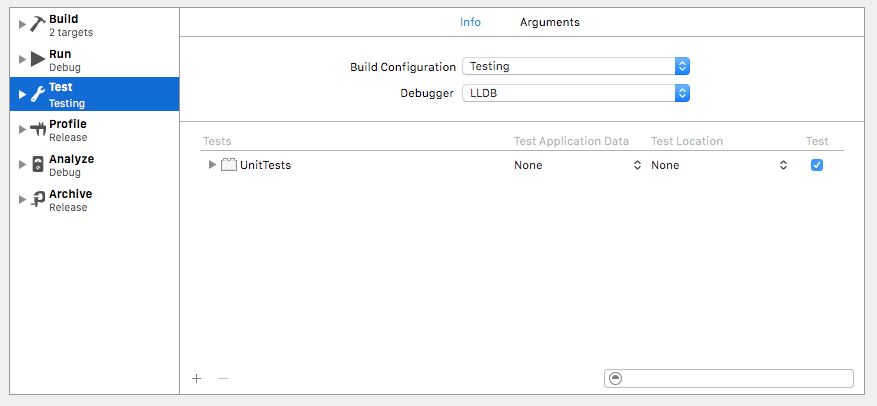 Build
2 targets
Run
Debug
Test
Testing
Profile
Release
Analyze
Debug
Archive
Release
Info Arguments
Build Configuration Testing
Debugger LLDB
Tests Test Application Data Test Location Test
UnitTests None None